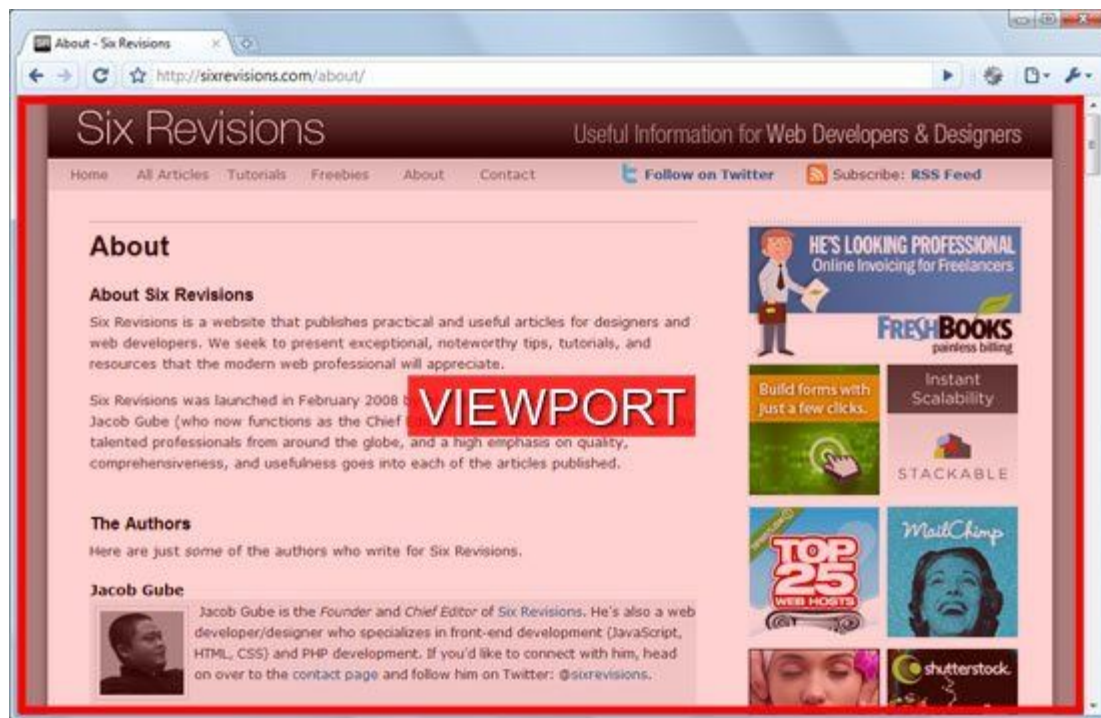 About - Six Revisions
http://sixrevisions.com/about/
Six Revisions
Useful Information for Web Developers & Designers
Home All Articles Tutorials Freebies About Contact
Follow on Twitter
Subscribe: RSS Feed
About
About Six Revisions
Six Revisions is a website that publishes practical and useful articles for designers and
web developers. We seek to present exceptional, noteworthy tips, tutorials, and
resources that the modern web professional will appreciate.
Six Revisions was launched in February 2008
Jacob Gube (who now functions as the Chief
talented professionals from around the globe, and a high emphasis on quality,
comprehensiveness, and usefulness goes into each of the articles published.
VIEWPORT
The Authors
Here are just some of the authors who write for Six Revisions.
Jacob Gube
Jacob Gube is the Founder and Chief Editor of Six Revisions. He's also a web
developer/designer who specializes in front-end development (JavaScript,
HTML, CSS) and PHP development. If you'd like to connect with him, head
on over to the contact page and follow him on Twitter: @sixrevisions.
HE'S LOOKING PROFESSIONAL
Online Invoicing for Freelancers
FRESHBOOKS
painless billing
Build forms with
just a few clicks.
Instant
Scalability
STACKABLE
TOP
25
WEB HOSTS
MailChimp
shutterstock